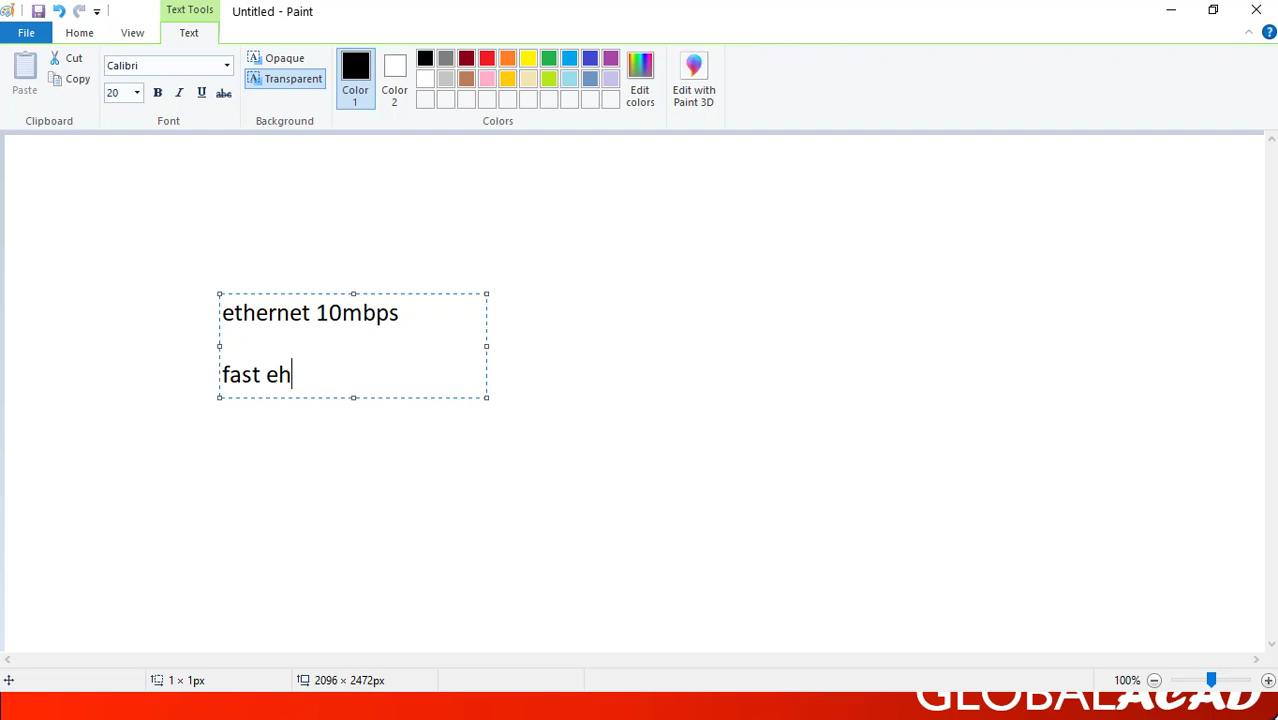 Text Tools
Untitled - Paint
File
Home
View
Text
Paste
Cut
Copy
Clipboard
Calibri
20
B I U abc
Font
Opaque
Transparent
Background
Color 1
Color 2
Edit colors
Colors
Edit with Paint 3D
ethernet 10mbps
fast eh
1 × 1px
2096 × 2472px
100%
GLOBALACAD